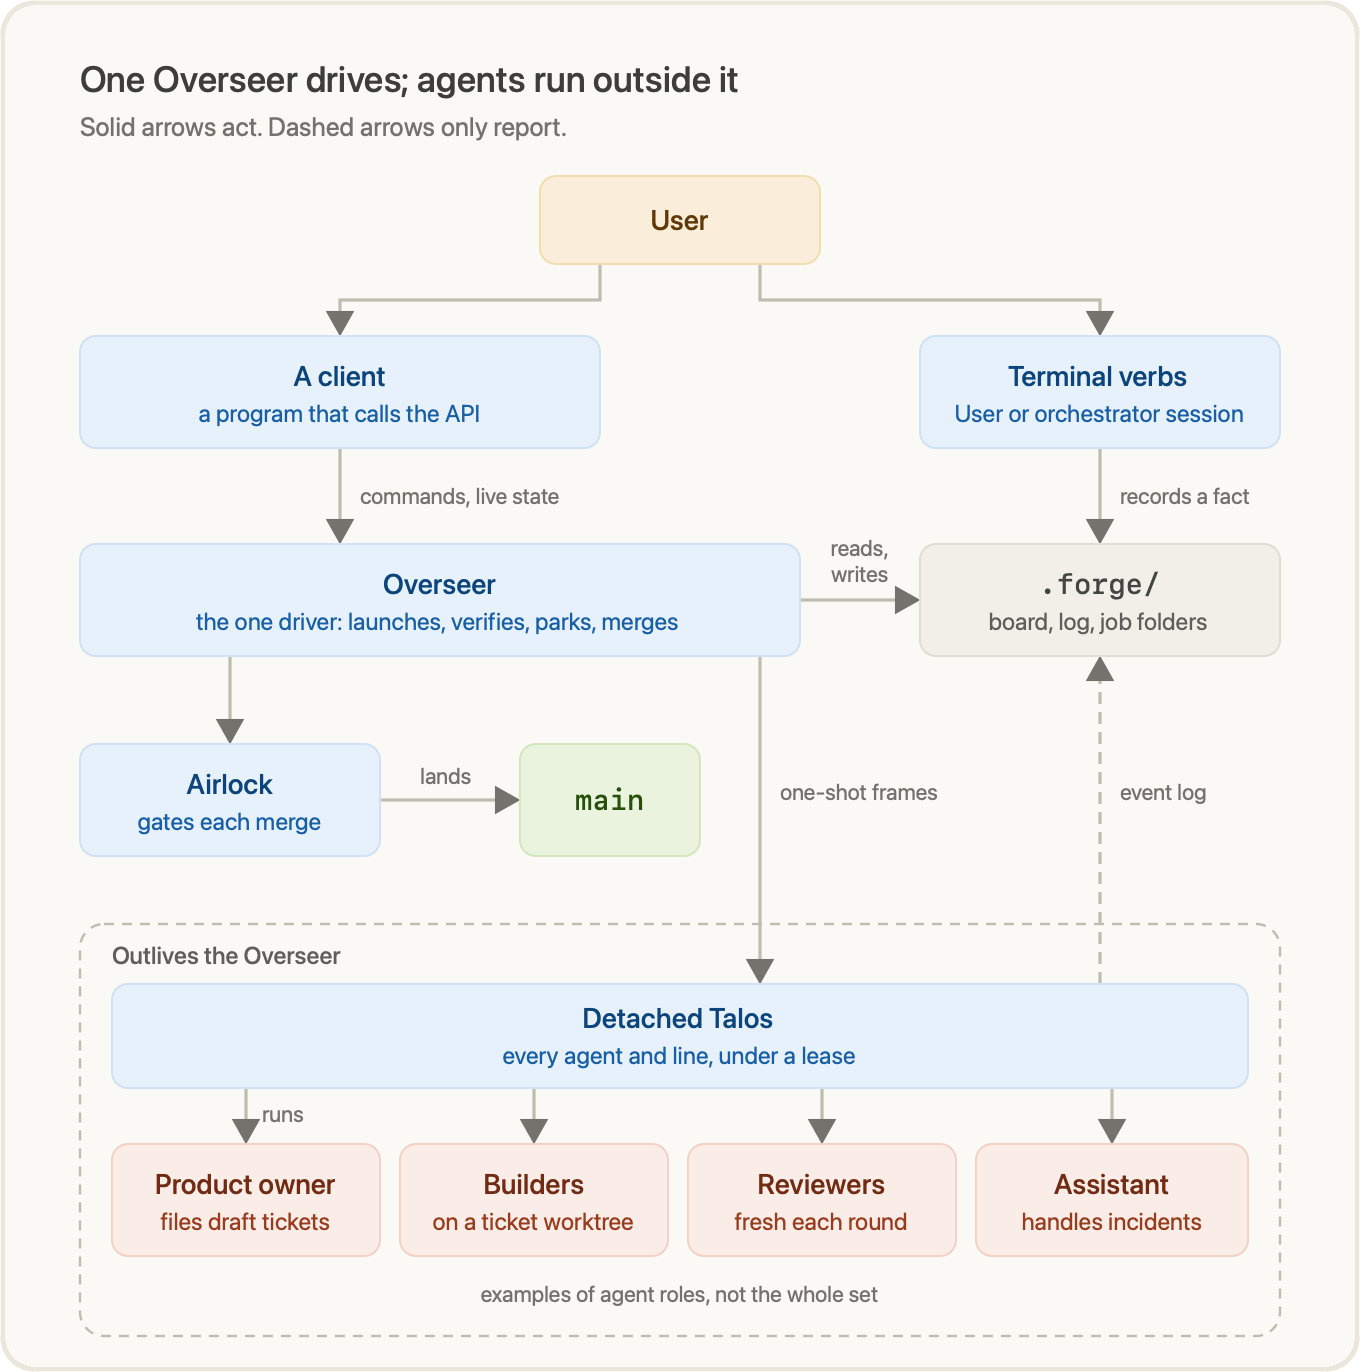 One Overseer drives; agents run outside it
Solid arrows act. Dashed arrows only report.
User
A client
a program that calls the API
Terminal verbs
User or orchestrator session
commands, live state
records a fact
Overseer
the one driver: launches, verifies, parks, merges
reads,
writes
.forge/
board, log, job folders
Airlock
gates each merge
lands
main
one-shot frames
event log
Outlives the Overseer
Detached Talos
every agent and line, under a lease
runs
Product owner
files draft tickets
Builders
on a ticket worktree
Reviewers
fresh each round
Assistant
handles incidents
examples of agent roles, not the whole set